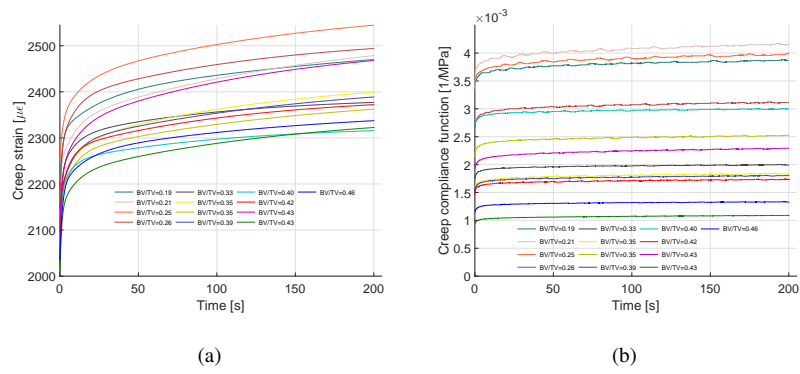 ×10⁻³
2500
2400
2300
2200
2100
2000
Creep strain [με]
BV/TV=0.19
BV/TV=0.21
BV/TV=0.25
BV/TV=0.26
BV/TV=0.33
BV/TV=0.35
BV/TV=0.35
BV/TV=0.39
BV/TV=0.40
BV/TV=0.42
BV/TV=0.43
BV/TV=0.43
BV/TV=0.46
0 50 100 150 200
Time [s]
(a)
4
3.5
3
2.5
2
1.5
1
0.5
0
Creep compliance function [1/MPa]
BV/TV=0.19
BV/TV=0.21
BV/TV=0.25
BV/TV=0.26
BV/TV=0.33
BV/TV=0.35
BV/TV=0.35
BV/TV=0.39
BV/TV=0.40
BV/TV=0.42
BV/TV=0.43
BV/TV=0.43
BV/TV=0.46
0 50 100 150 200
Time [s]
(b)